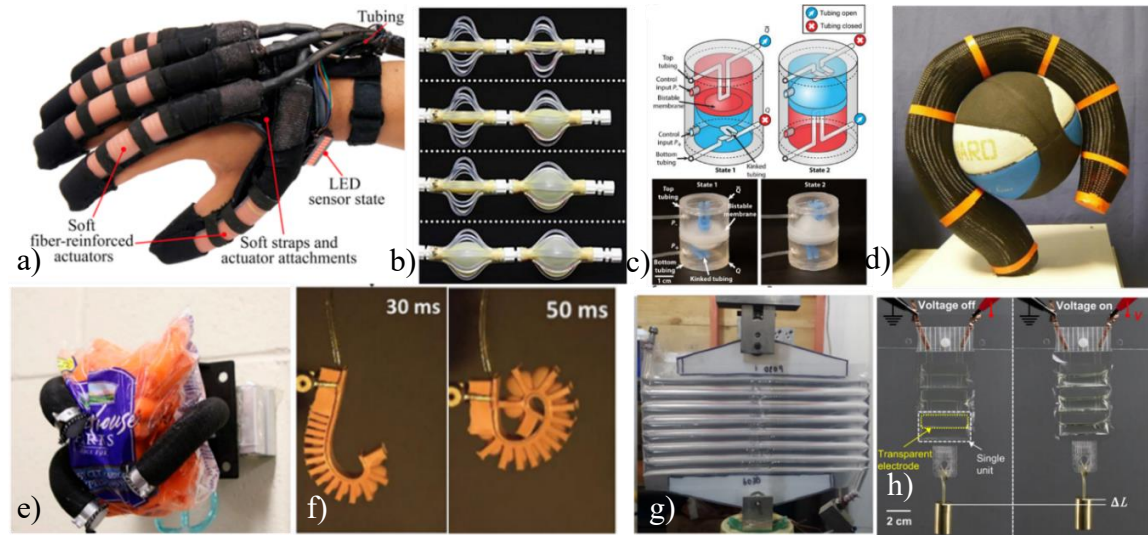 a)
Tubing
LED
sensor state
Soft
fiber-reinforced
actuators
Soft straps and
actuator attachments
b)
Tubing open
Tubing closed
Top
tubing
Control
input
Bistable
membrane
Control
input
Bottom
tubing
State 1
Kinked
tubing
State 2
Q
State 1
State 2
Top
tubing
Bistable
membrane
Bottom
tubing
Kinked tubing
Q
1 cm
c)
d)
e)
30 ms
50 ms
f)
g)
Voltage off
Voltage on
V
Transparent
electrode
Single
unit
ΔL
2 cm
h)